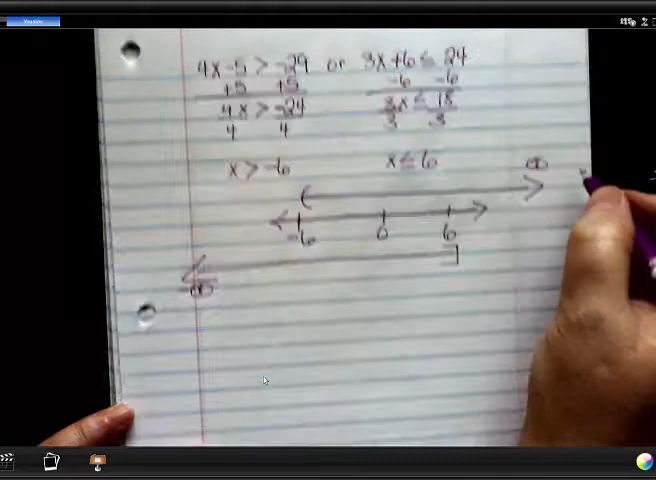 4x -5 > -29 or 3x +6 ≤ 24
+5 +5 -6 -6
4x > -24 3x ≤ 18
4 4 3 3
x > -6 x ≤ 6
∞
-6 0 6
-∞